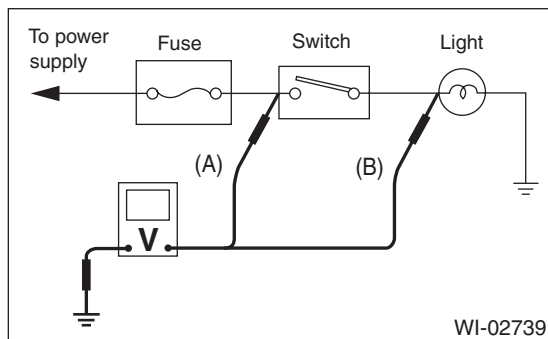 To power
supply
Fuse
Switch
Light
(A)
(B)
V
WI-02739